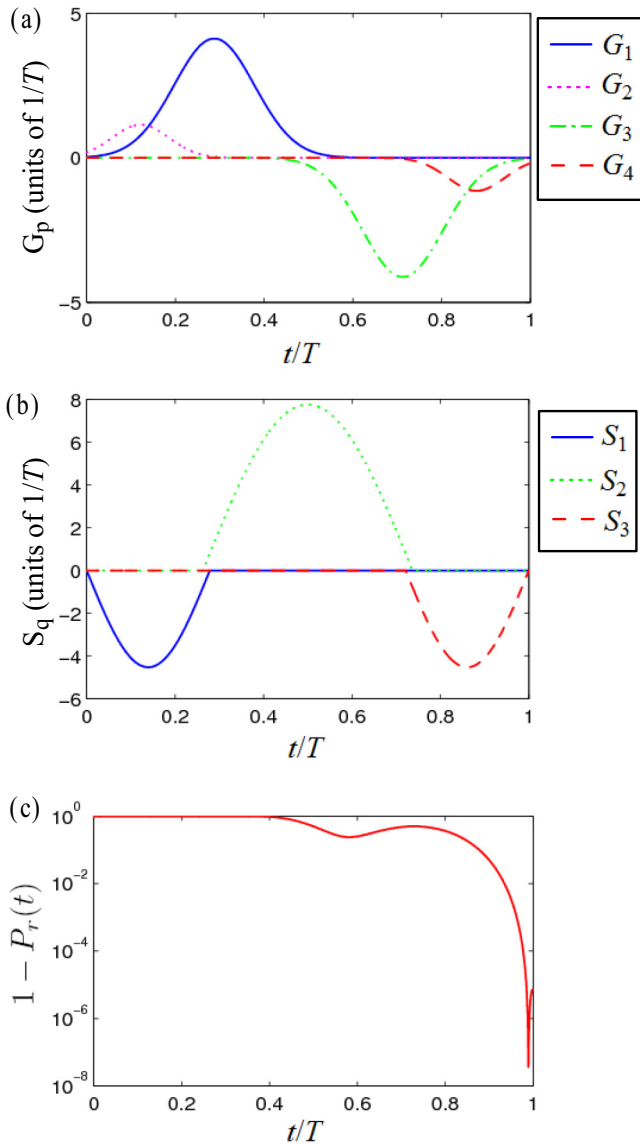 (a)
5
0
−5
G_p (units of 1/T)
0 0.2 0.4 0.6 0.8 1
t/T
G_1
G_2
G_3
G_4
(b)
8
6
4
2
0
−2
−4
−6
S_q (units of 1/T)
0 0.2 0.4 0.6 0.8 1
t/T
S_1
S_2
S_3
(c)
10^0
10^−2
10^−4
10^−6
10^−8
1 − P_r(t)
0 0.2 0.4 0.6 0.8 1
t/T